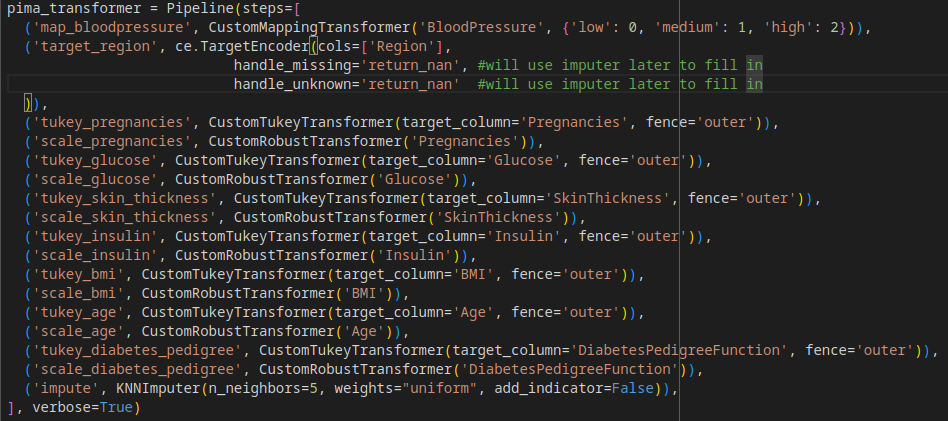 pima_transformer = Pipeline(steps=[
  ('map_bloodpressure', CustomMappingTransformer('BloodPressure', {'low': 0, 'medium': 1, 'high': 2})),
  ('target_region', ce.TargetEncoder(cols=['Region'],
                           handle_missing='return_nan', #will use imputer later to fill in
                           handle_unknown='return_nan'  #will use imputer later to fill in
  )),
  ('tukey_pregnancies', CustomTukeyTransformer(target_column='Pregnancies', fence='outer')),
  ('scale_pregnancies', CustomRobustTransformer('Pregnancies')),
  ('tukey_glucose', CustomTukeyTransformer(target_column='Glucose', fence='outer')),
  ('scale_glucose', CustomRobustTransformer('Glucose')),
  ('tukey_skin_thickness', CustomTukeyTransformer(target_column='SkinThickness', fence='outer')),
  ('scale_skin_thickness', CustomRobustTransformer('SkinThickness')),
  ('tukey_insulin', CustomTukeyTransformer(target_column='Insulin', fence='outer')),
  ('scale_insulin', CustomRobustTransformer('Insulin')),
  ('tukey_bmi', CustomTukeyTransformer(target_column='BMI', fence='outer')),
  ('scale_bmi', CustomRobustTransformer('BMI')),
  ('tukey_age', CustomTukeyTransformer(target_column='Age', fence='outer')),
  ('scale_age', CustomRobustTransformer('Age')),
  ('tukey_diabetes_pedigree', CustomTukeyTransformer(target_column='DiabetesPedigreeFunction', fence='outer')),
  ('scale_diabetes_pedigree', CustomRobustTransformer('DiabetesPedigreeFunction')),
  ('impute', KNNImputer(n_neighbors=5, weights="uniform", add_indicator=False)),
], verbose=True)